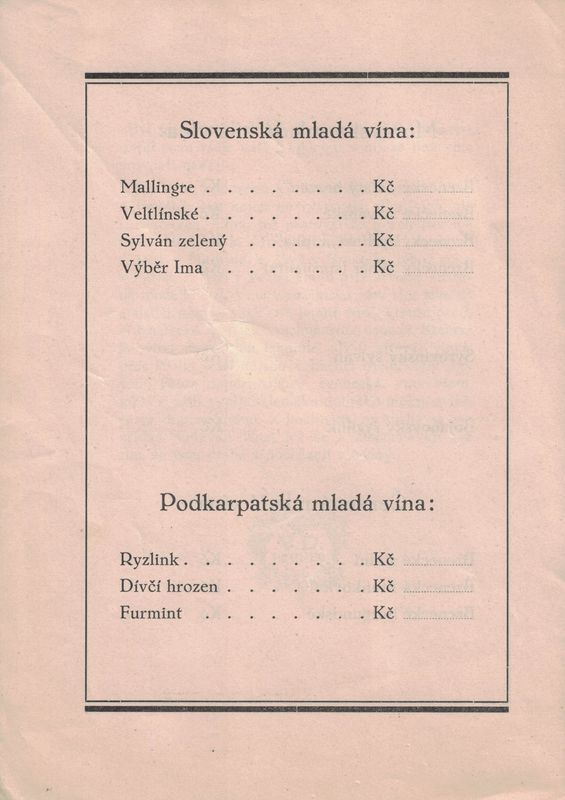 Slovenská mladá vína:
Mallingre . . . . . . . . Kč
Veltlínské . . . . . . . . Kč
Sylván zelený . . . . . . Kč
Výběr Ima . . . . . . . Kč
Podkarpatská mladá vína:
Ryzlink . . . . . . . . . Kč
Dívčí hrozen . . . . . . . Kč
Furmint . . . . . . . . Kč